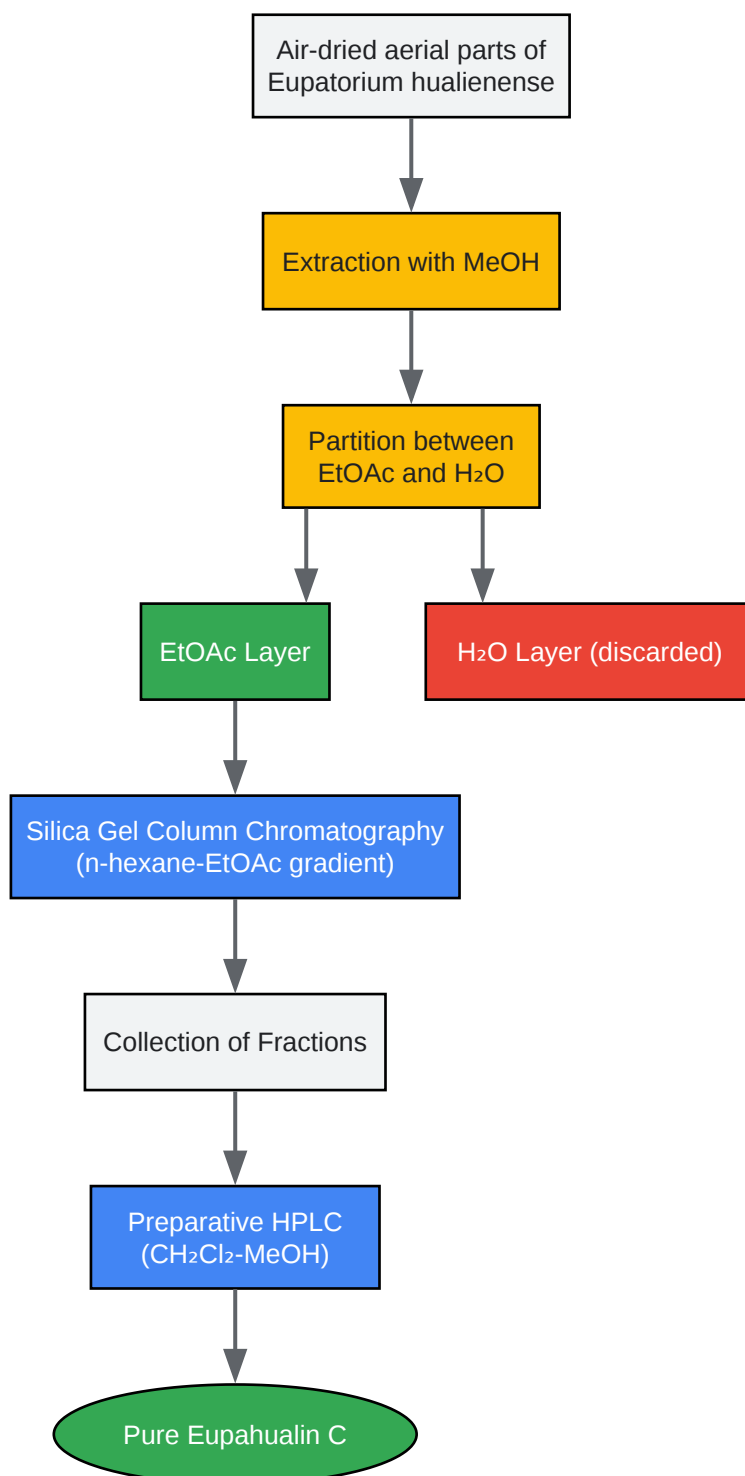 Air-dried aerial parts of
Eupatorium hualienense
Extraction with MeOH
Partition between
EtOAc and H₂O
EtOAc Layer
H₂O Layer (discarded)
Silica Gel Column Chromatography
(n-hexane-EtOAc gradient)
Collection of Fractions
Preparative HPLC
(CH₂Cl₂-MeOH)
Pure Eupahualin C